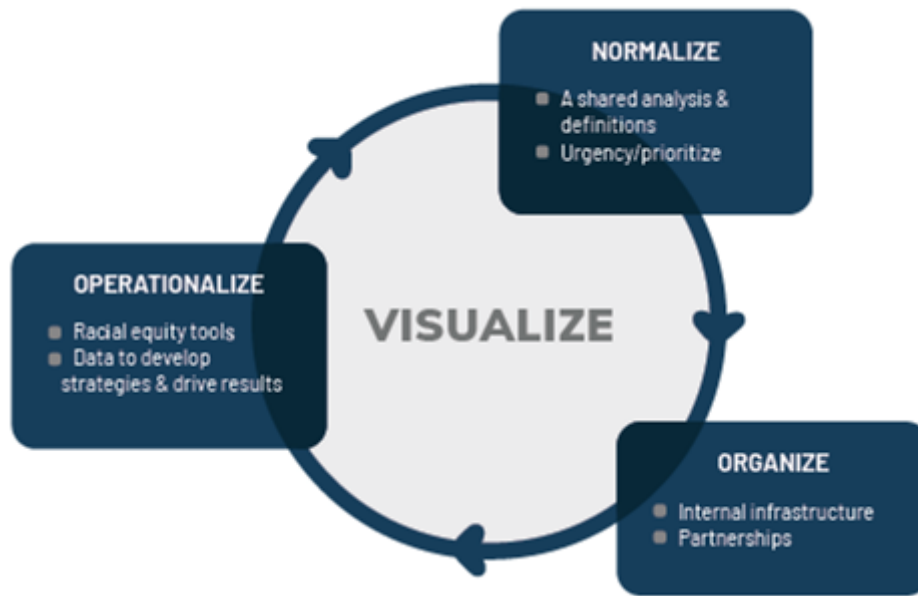 NORMALIZE
A shared analysis &
definitions
Urgency/prioritize
OPERATIONALIZE
Racial equity tools
Data to develop
strategies & drive results
VISUALIZE
ORGANIZE
Internal infrastructure
Partnerships